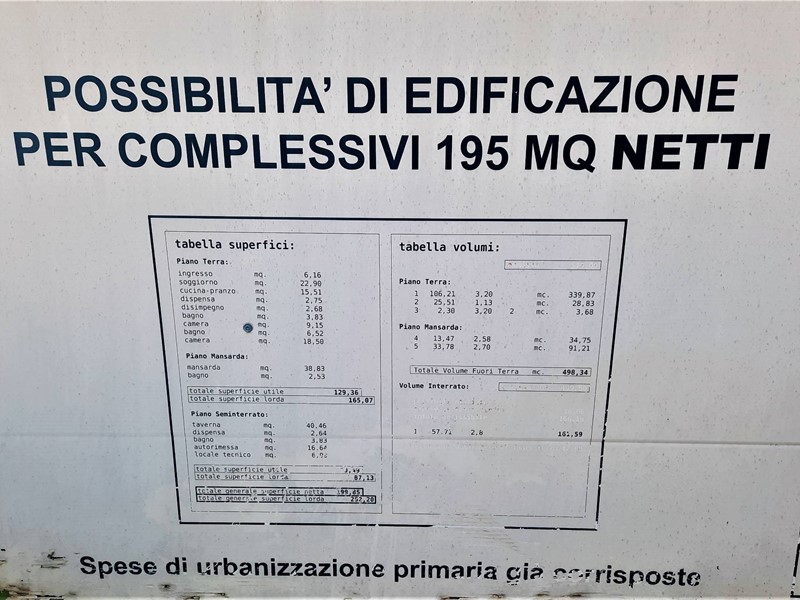 POSSIBILITA' DI EDIFICAZIONE
PER COMPLESSIVI 195 MQ NETTI
tabella superfici:
Piano Terra:
ingresso mq. 6,16
soggiorno mq. 22,90
cucina-pranzo mq. 15,51
dispensa mq. 2,75
disimpegno mq. 2,68
bagno mq. 3,83
camera mq. 9,15
bagno mq. 6,52
camera mq. 18,50
Piano Mansarda:
mansarda mq. 38,83
bagno mq. 2,53
totale superficie utile 129,36
totale superficie lorda 165,07
Piano Seminterrato:
taverna mq. 40,46
dispensa mq. 2,64
bagno mq. 3,83
autorimessa mq.
locale tecnico mq.
totale superficie utile
totale superficie lorda 87,13
totale generale superficie netta
totale generale superficie lorda
tabella volumi:
Piano Terra:
1 106,21 3,20 mc. 339,87
2 25,51 1,13 mc. 28,83
3 2,30 3,20 2 mc. 3,68
Piano Mansarda:
4 13,47 2,58 mc. 34,75
5 33,78 2,70 mc. 91,21
Totale Volume Fuori Terra mc. 498,34
Volume Interrato:
1 57,71 2,8 161,59
Spese di urbanizzazione primaria gia corrisposte